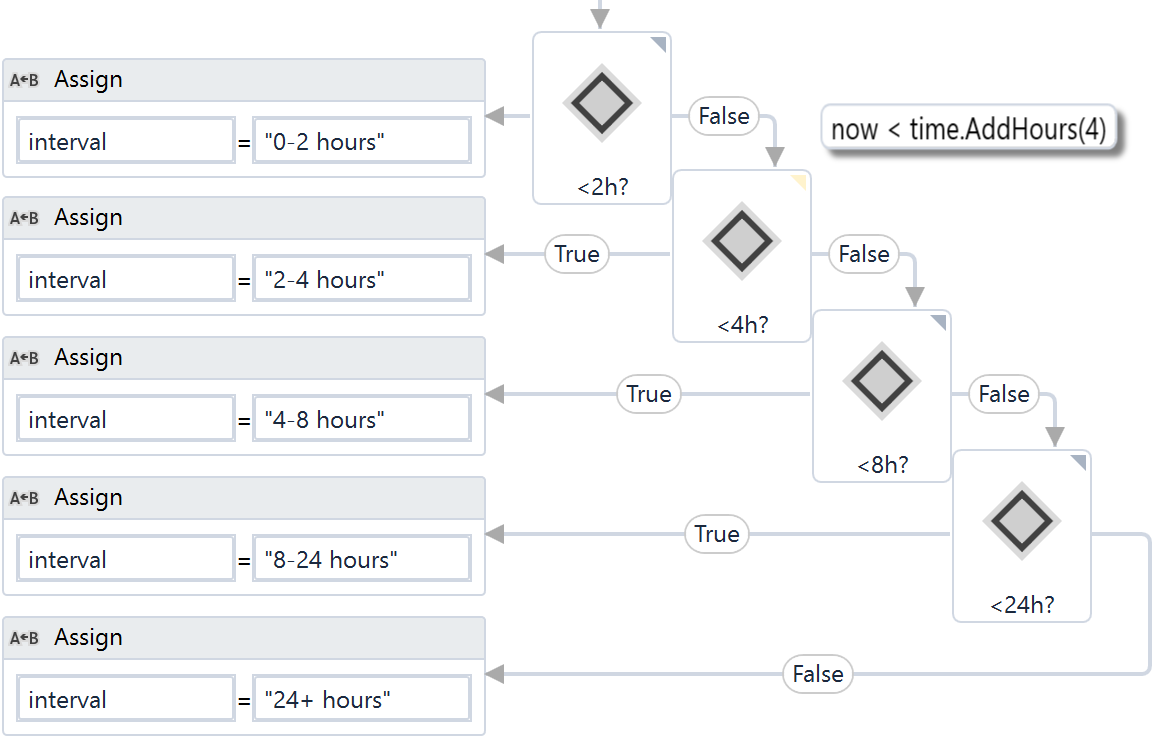 A←B Assign
interval = "0-2 hours"
<2h?
False
now < time.AddHours(4)
A←B Assign
interval = "2-4 hours"
True
<4h?
False
A←B Assign
interval = "4-8 hours"
True
<8h?
False
A←B Assign
interval = "8-24 hours"
True
<24h?
A←B Assign
interval = "24+ hours"
False